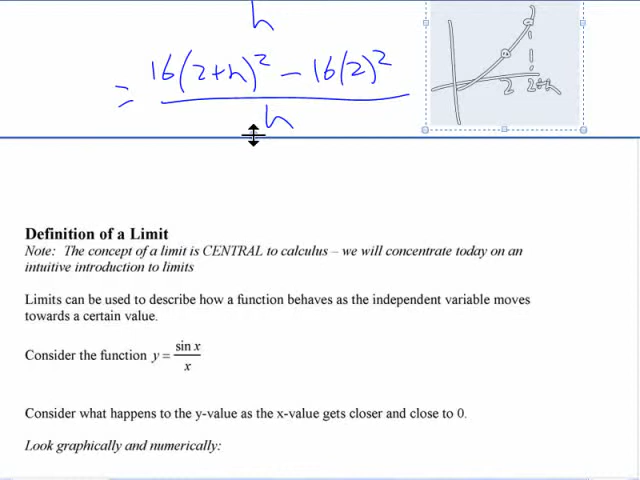 h
= 16(2+h)² − 16(2)²
h
2 2+h
Definition of a Limit
Note: The concept of a limit is CENTRAL to calculus – we will concentrate today on an
intuitive introduction to limits
Limits can be used to describe how a function behaves as the independent variable moves
towards a certain value.
Consider the function y = sin x / x
Consider what happens to the y-value as the x-value gets closer and close to 0.
Look graphically and numerically: